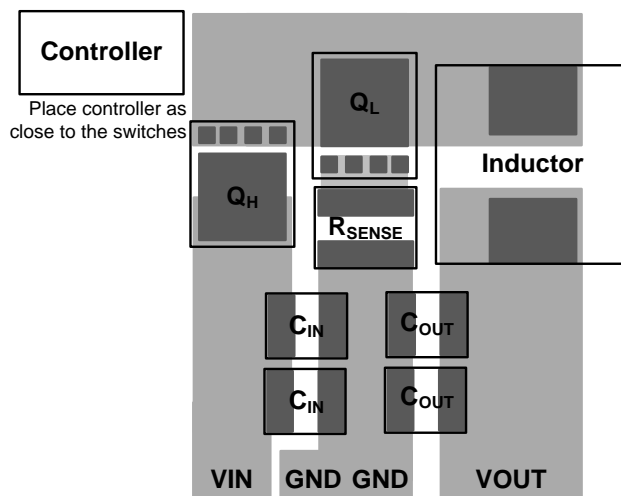 Controller
Place controller as
close to the switches
QL
QH
Inductor
RSENSE
CIN
COUT
CIN
COUT
VIN
GND
GND
VOUT